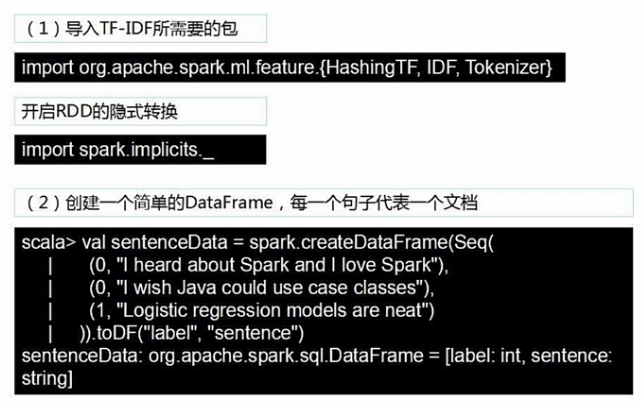 （1）导入TF-IDF所需要的包
import org.apache.spark.ml.feature.{HashingTF, IDF, Tokenizer}
开启RDD的隐式转换
import spark.implicits._
（2）创建一个简单的DataFrame，每一个句子代表一个文档
scala> val sentenceData = spark.createDataFrame(Seq(
| (0, "I heard about Spark and I love Spark"),
| (0, "I wish Java could use case classes"),
| (1, "Logistic regression models are neat")
| )).toDF("label", "sentence")
sentenceData: org.apache.spark.sql.DataFrame = [label: int, sentence:
string]